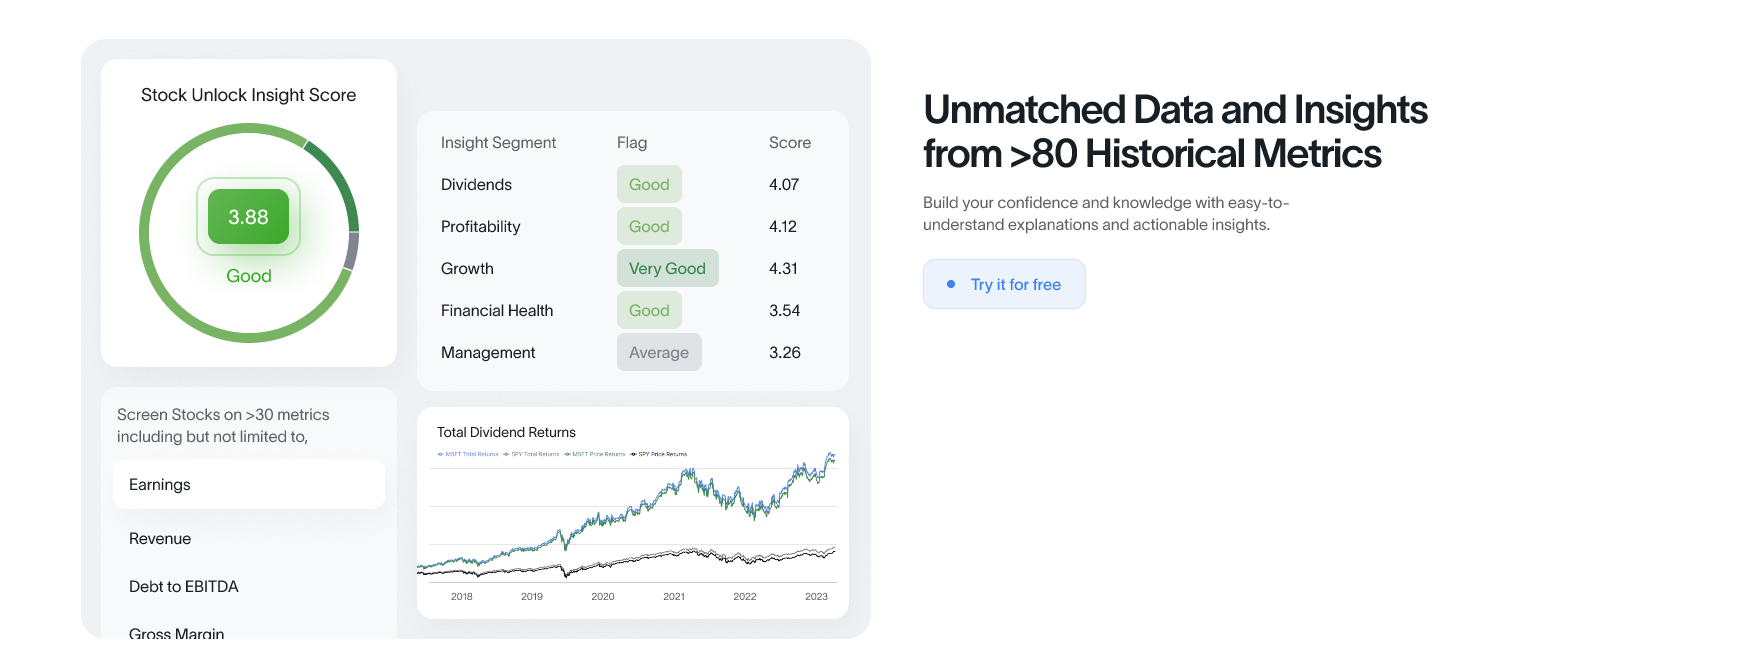 Stock Unlock Insight Score
3.88
Good
Insight Segment Flag Score
Dividends Good 4.07
Profitability Good 4.12
Growth Very Good 4.31
Financial Health Good 3.54
Management Average 3.26
Screen Stocks on >30 metrics
including but not limited to,
Earnings
Revenue
Debt to EBITDA
Gross Margin
Total Dividend Returns
MSFT Total Returns SPY Total Returns MSFT Price Returns SPY Price Returns
2018 2019 2020 2021 2022 2023
Unmatched Data and Insights
from >80 Historical Metrics
Build your confidence and knowledge with easy-to-
understand explanations and actionable insights.
Try it for free